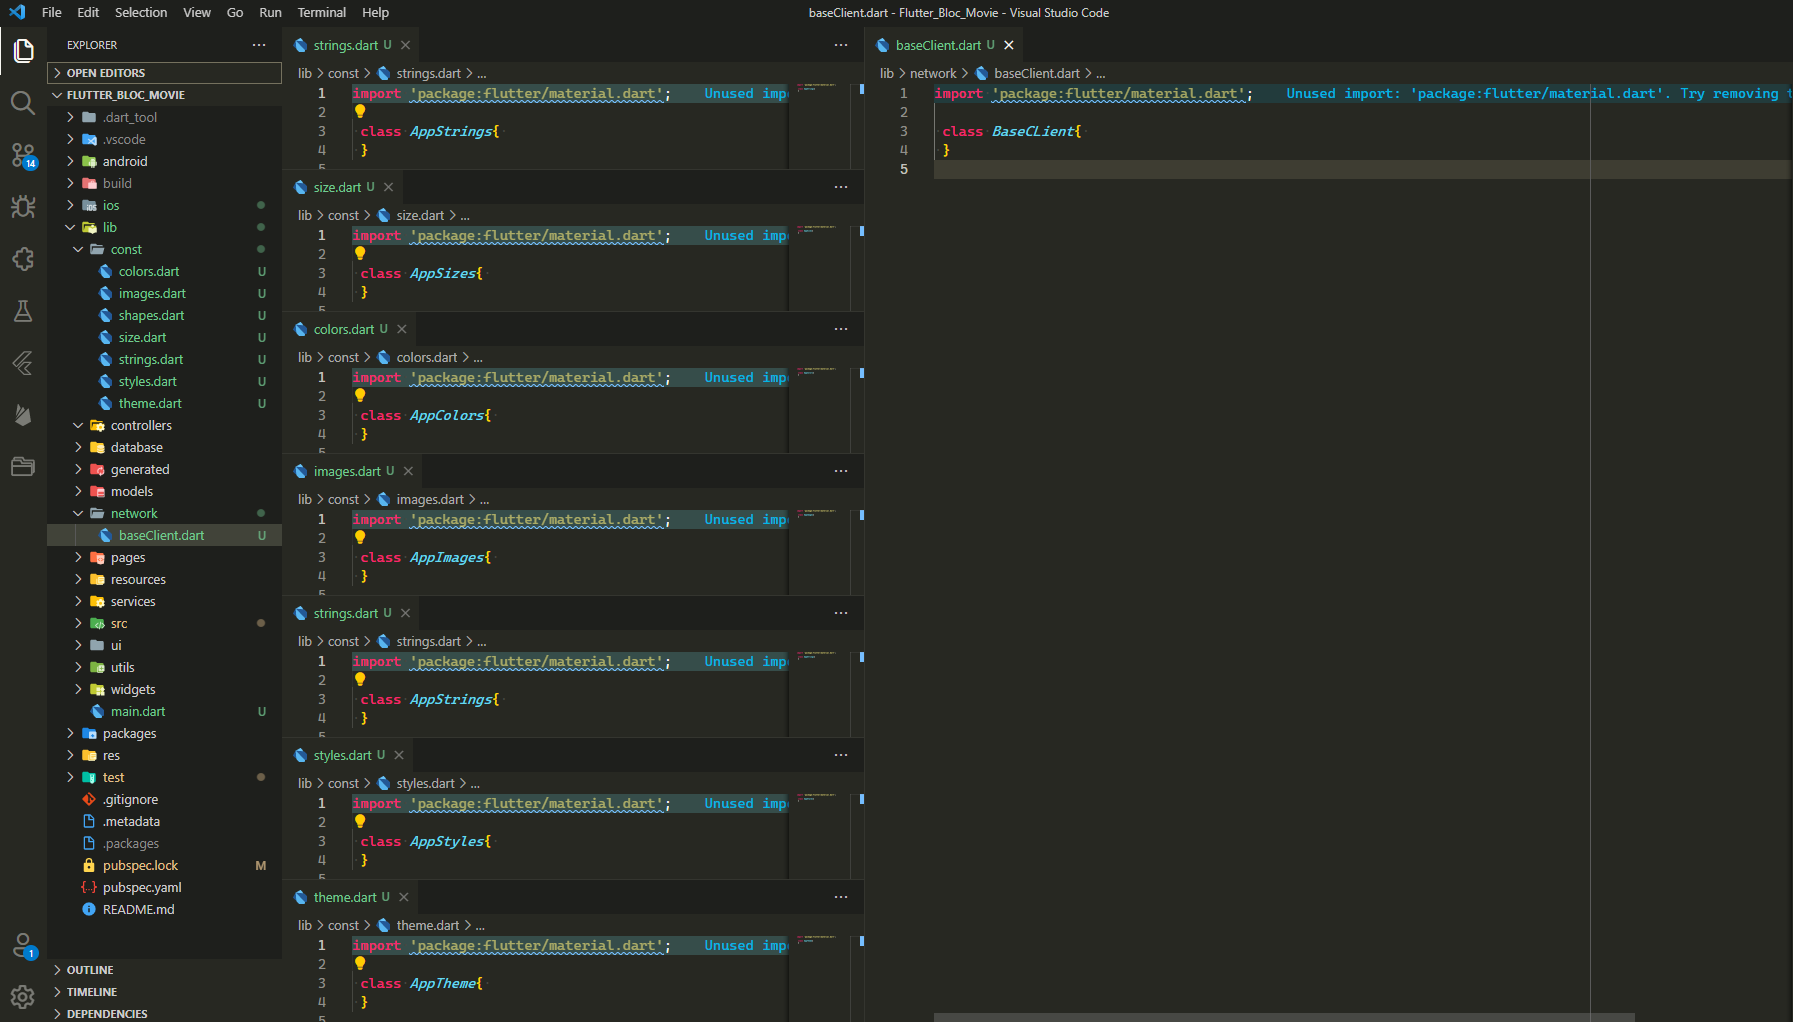 File Edit Selection View Go Run Terminal Help
baseClient.dart - Flutter_Bloc_Movie - Visual Studio Code
EXPLORER
OPEN EDITORS
FLUTTER_BLOC_MOVIE
.dart_tool
.vscode
android
build
ios
lib
const
colors.dart U
images.dart U
shapes.dart U
size.dart U
strings.dart U
styles.dart U
theme.dart U
controllers
database
generated
models
network
baseClient.dart U
pages
resources
services
src
ui
utils
widgets
main.dart U
packages
res
test
.gitignore
.metadata
.packages
pubspec.lock M
pubspec.yaml
README.md
OUTLINE
TIMELINE
DEPENDENCIES
14
1
strings.dart U
lib > const > strings.dart > ...
1 import 'package:flutter/material.dart'; Unused imp
2
3 class AppStrings{
4 }
5
size.dart U
lib > const > size.dart > ...
1 import 'package:flutter/material.dart'; Unused imp
2
3 class AppSizes{
4 }
5
colors.dart U
lib > const > colors.dart > ...
1 import 'package:flutter/material.dart'; Unused imp
2
3 class AppColors{
4 }
5
images.dart U
lib > const > images.dart > ...
1 import 'package:flutter/material.dart'; Unused imp
2
3 class AppImages{
4 }
5
strings.dart U
lib > const > strings.dart > ...
1 import 'package:flutter/material.dart'; Unused imp
2
3 class AppStrings{
4 }
5
styles.dart U
lib > const > styles.dart > ...
1 import 'package:flutter/material.dart'; Unused imp
2
3 class AppStyles{
4 }
5
theme.dart U
lib > const > theme.dart > ...
1 import 'package:flutter/material.dart'; Unused imp
2
3 class AppTheme{
4 }
5
baseClient.dart U
lib > network > baseClient.dart > ...
1 import 'package:flutter/material.dart'; Unused import: 'package:flutter/material.dart'. Try removing t
2
3 class BaseCLient{
4 }
5